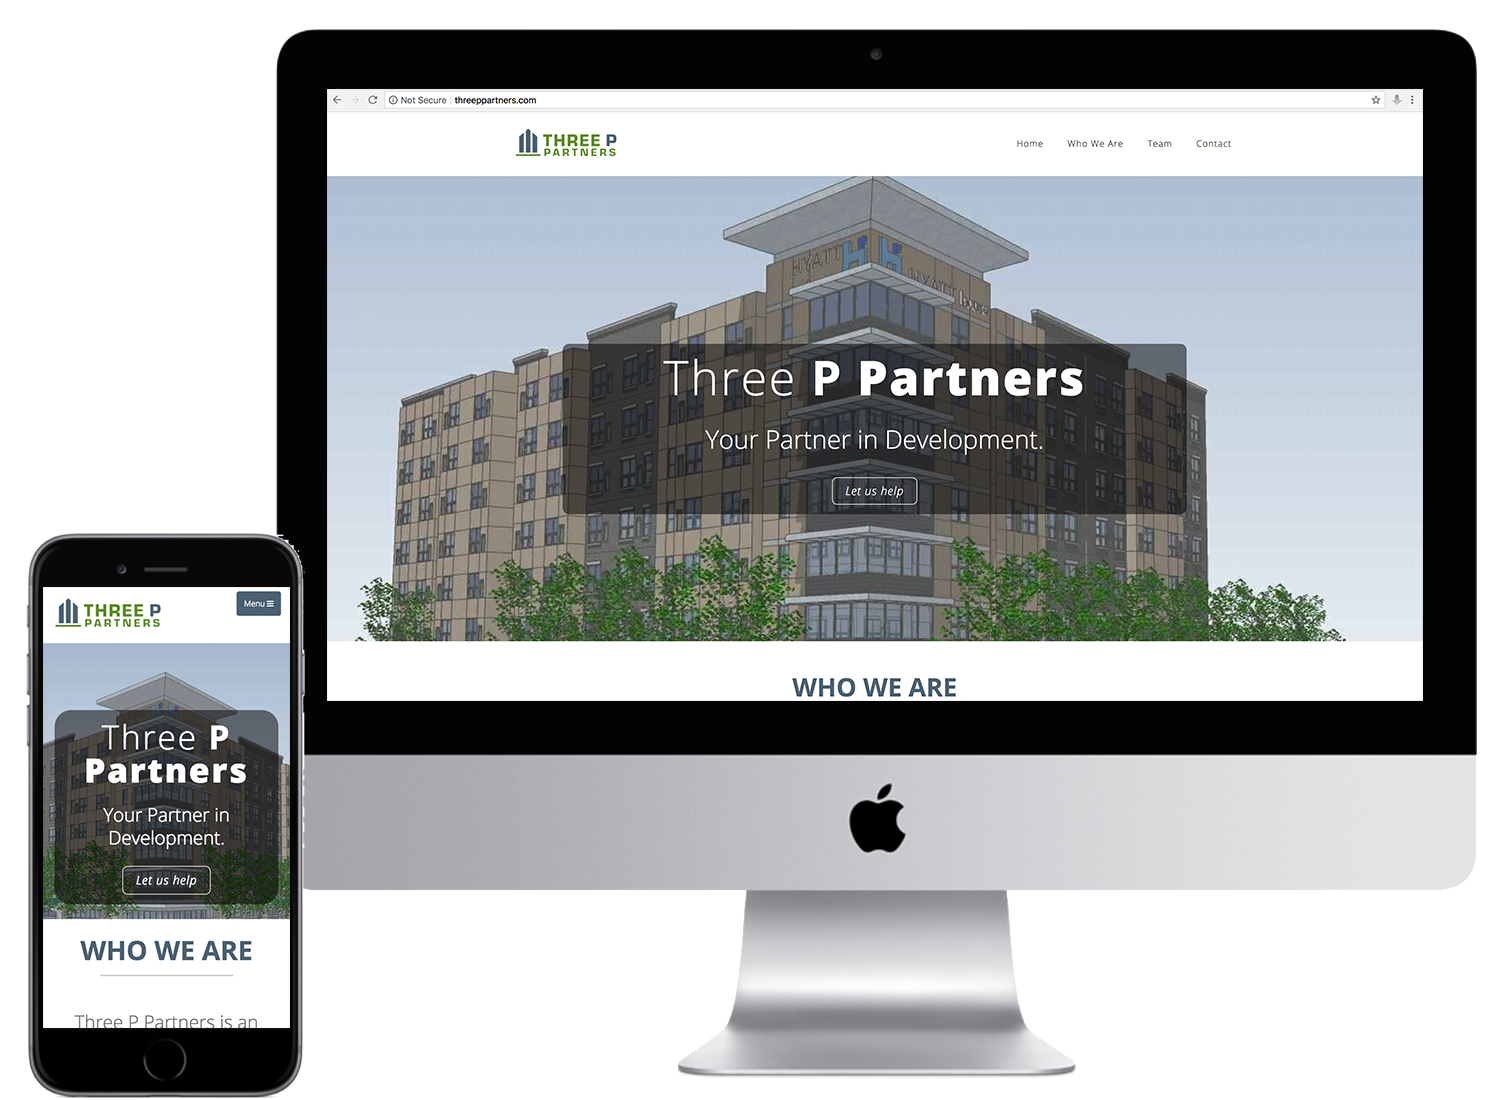 Not Secure threeppartners.com
THREE P
PARTNERS
Home Who We Are Team Contact
HYATT H H HYATT house
Three P Partners
Your Partner in Development.
Let us help
WHO WE ARE
THREE P
PARTNERS
Menu
Three P
Partners
Your Partner in
Development.
Let us help
WHO WE ARE
Three P Partners is an